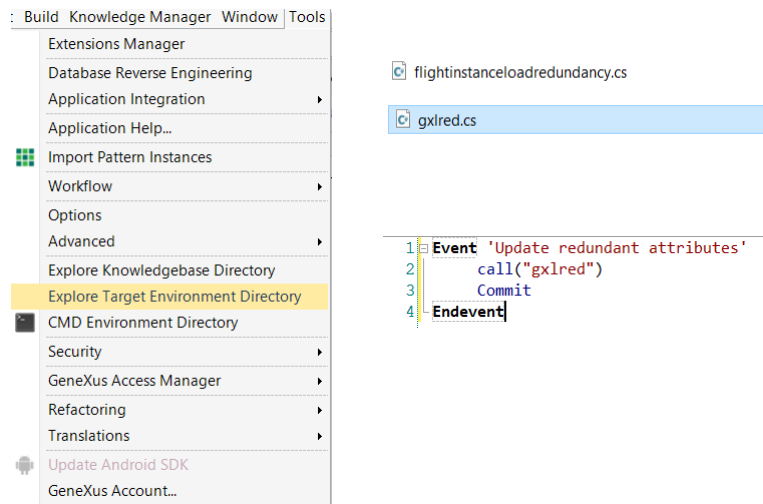 : Build Knowledge Manager Window Tools
Extensions Manager
Database Reverse Engineering
Application Integration
Application Help...
Import Pattern Instances
Workflow
Options
Advanced
Explore Knowledgebase Directory
Explore Target Environment Directory
CMD Environment Directory
Security
GeneXus Access Manager
Refactoring
Translations
Update Android SDK
GeneXus Account...
flightinstanceloadredundancy.cs
gxlred.cs
1 Event 'Update redundant attributes'
2 call("gxlred")
3 Commit
4 Endevent